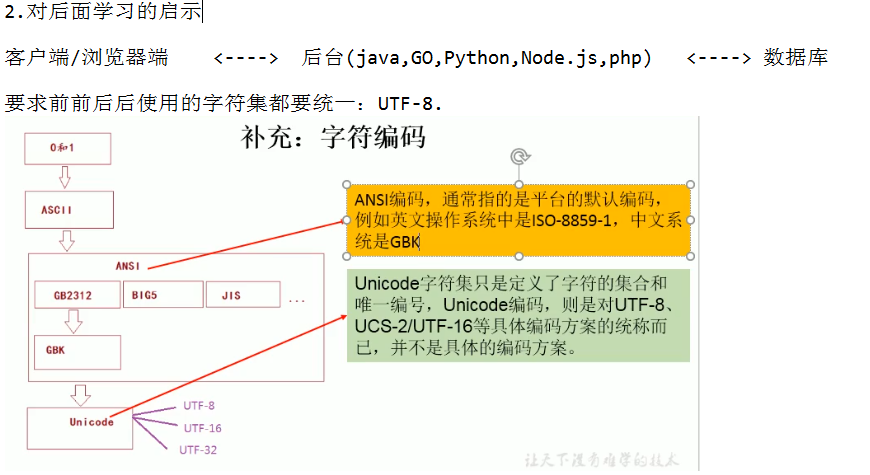 2.对后面学习的启示
客户端/浏览器端 <----> 后台(java,GO,Python,Node.js,php) <----> 数据库
要求前前后后使用的字符集都要统一：UTF-8.
补充：字符编码
0和1
ASCII
ANSI
GB2312 BIG5 JIS ...
GBK
Unicode
UTF-8
UTF-16
UTF-32
ANSI编码，通常指的是平台的默认编码，
例如英文操作系统中是ISO-8859-1，中文系
统是GBK
Unicode字符集只是定义了字符的集合和
唯一编号，Unicode编码，则是对UTF-8、
UCS-2/UTF-16等具体编码方案的统称而
已，并不是具体的编码方案。
让天下没有难学的技术